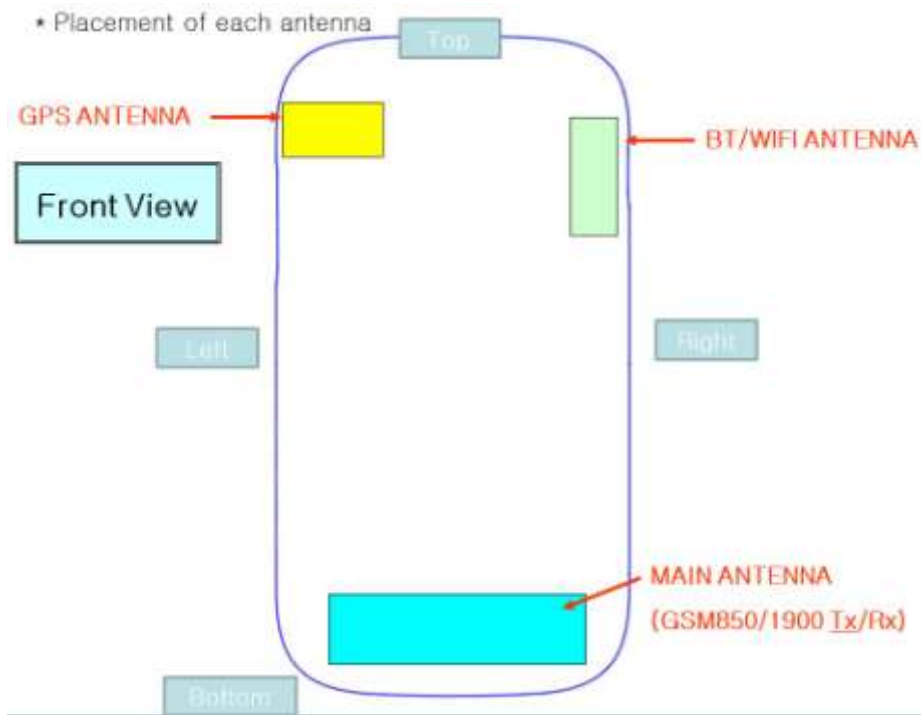 * Placement of each antenna
Top
GPS ANTENNA
BT/WIFI ANTENNA
Front View
Left
Right
MAIN ANTENNA
(GSM850/1900 Tx/Rx)
Bottom